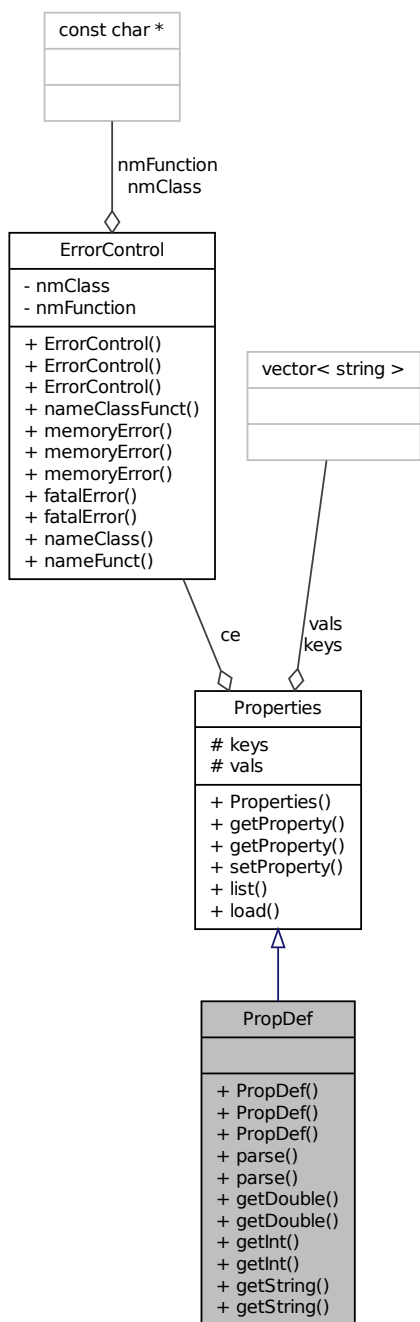 const char *
nmFunction
nmClass
ErrorControl
- nmClass
- nmFunction
+ ErrorControl()
+ ErrorControl()
+ ErrorControl()
+ nameClassFunct()
+ memoryError()
+ memoryError()
+ memoryError()
+ fatalError()
+ fatalError()
+ nameClass()
+ nameFunct()
vector< string >
ce
vals
keys
Properties
# keys
# vals
+ Properties()
+ getProperty()
+ getProperty()
+ setProperty()
+ list()
+ load()
PropDef
+ PropDef()
+ PropDef()
+ PropDef()
+ parse()
+ parse()
+ getDouble()
+ getDouble()
+ getInt()
+ getInt()
+ getString()
+ getString()